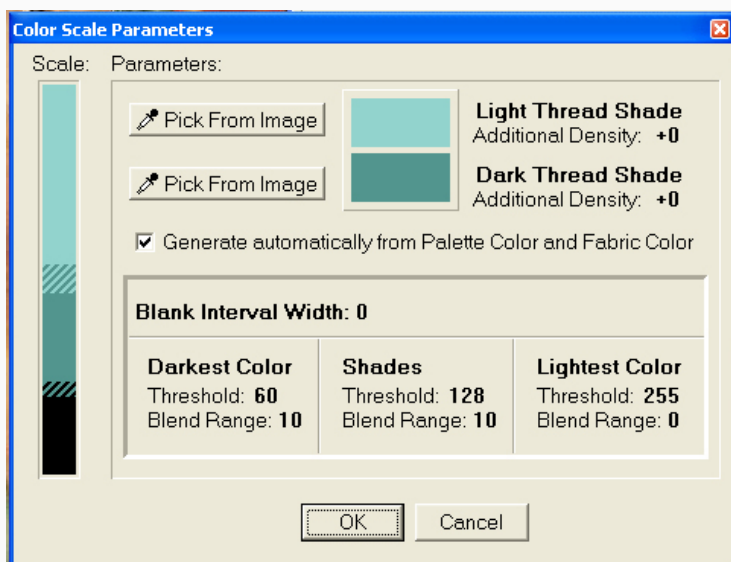 Color Scale Parameters
Scale: Parameters:
Pick From Image
Light Thread Shade
Additional Density: +0
Pick From Image
Dark Thread Shade
Additional Density: +0
Generate automatically from Palette Color and Fabric Color
Blank Interval Width: 0
Darkest Color Shades Lightest Color
Threshold: 60 Threshold: 128 Threshold: 255
Blend Range: 10 Blend Range: 10 Blend Range: 0
OK Cancel